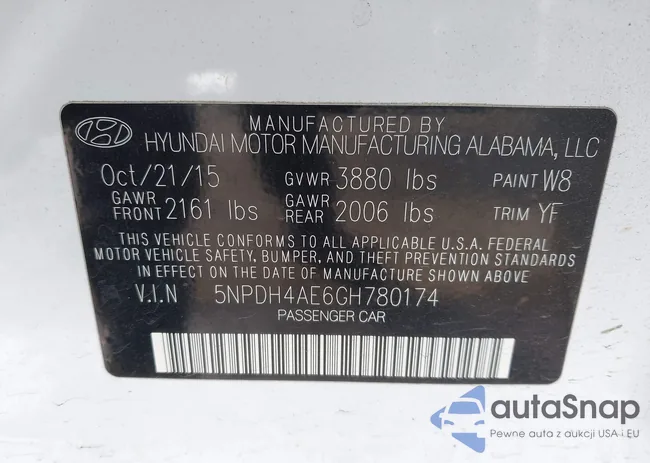 MANUFACTURED BY
HYUNDAI MOTOR MANUFACTURING ALABAMA, LLC
Oct/21/15 GVWR 3880 lbs PAINT W8
GAWR FRONT 2161 lbs GAWR REAR 2006 lbs TRIM YF
THIS VEHICLE CONFORMS TO ALL APPLICABLE U.S.A. FEDERAL
MOTOR VEHICLE SAFETY, BUMPER, AND THEFT PREVENTION STANDARDS
IN EFFECT ON THE DATE OF MANUFACTURE SHOWN ABOVE
V.I.N 5NPDH4AE6GH780174
PASSENGER CAR
autaSnap
Pewne auta z aukcji USA i EU